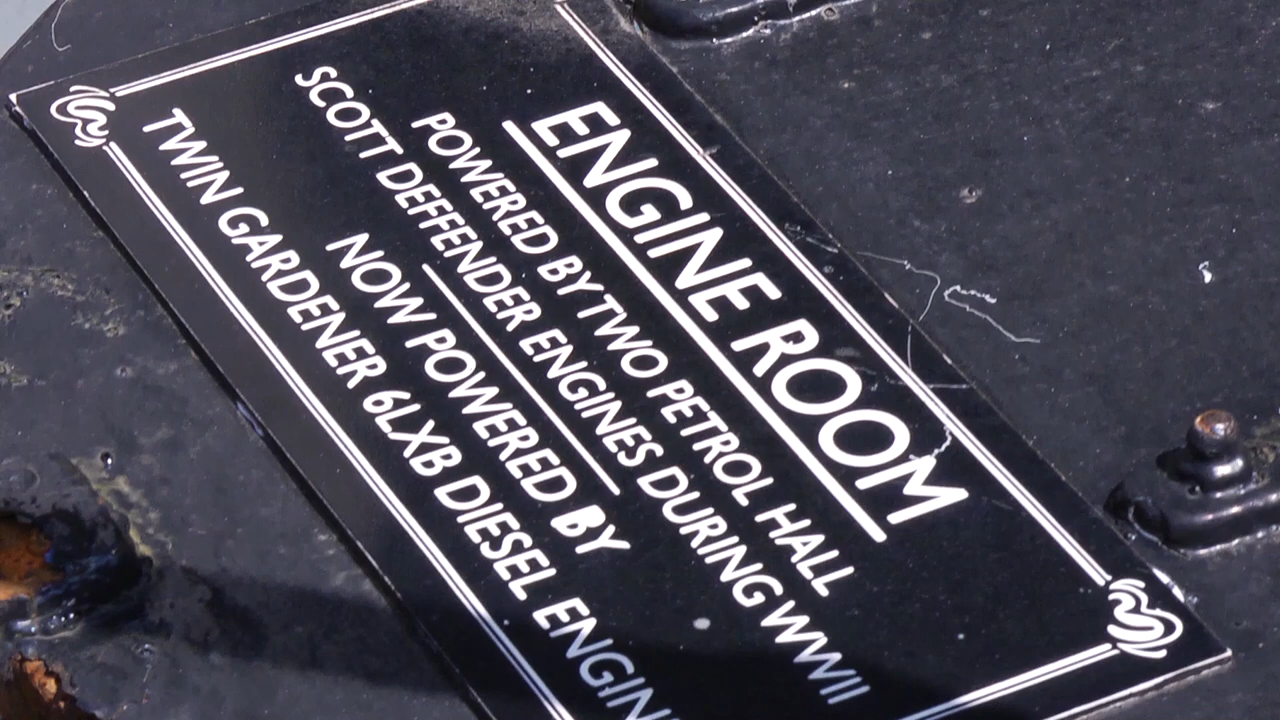 ENGINE ROOM
POWERED BY TWO PETROL HALL
SCOTT DEFFENDER ENGINES DURING WWII
NOW POWERED BY
TWIN GARDENER 6LXB DIESEL ENGIN